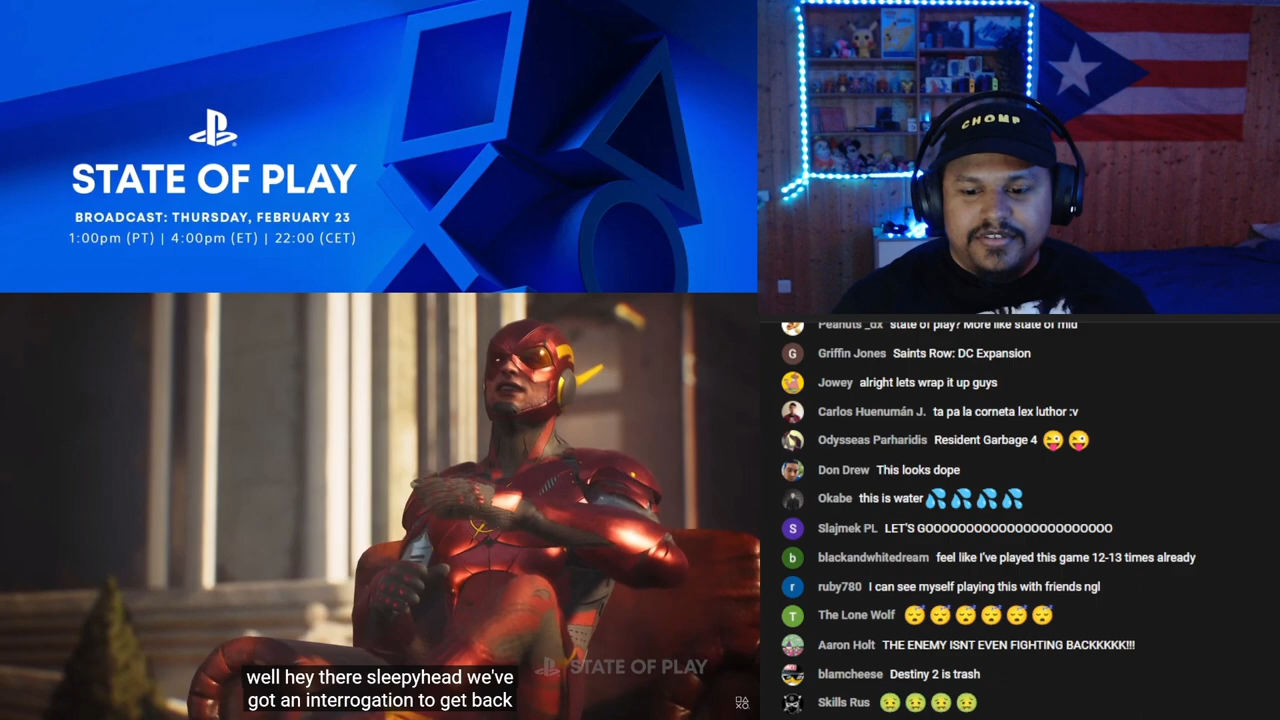 STATE OF PLAY
BROADCAST: THURSDAY, FEBRUARY 23
1:00pm (PT) | 4:00pm (ET) | 22:00 (CET)
CHOMP
well hey there sleepyhead we've
got an interrogation to get back
STATE OF PLAY
Peanuts _dx state of play? More like state of mid
G Griffin Jones Saints Row: DC Expansion
Jowey alright lets wrap it up guys
Carlos Huenumán J. ta pa la corneta lex luthor :v
Odysseas Parharidis Resident Garbage 4 😜 😜
Don Drew This looks dope
Okabe this is water 💦 💦 💦 💦
S Slajmek PL LET'S GOOOOOOOOOOOOOOOOOOOOOOOO
b blackandwhitedream feel like I've played this game 12-13 times already
r ruby780 I can see myself playing this with friends ngl
T The Lone Wolf 😴 😴 😴 😴 😴 😴
Aaron Holt THE ENEMY ISNT EVEN FIGHTING BACKKKKK!!!
blamcheese Destiny 2 is trash
Skills Rus 🤢 🤢 🤢 🤢